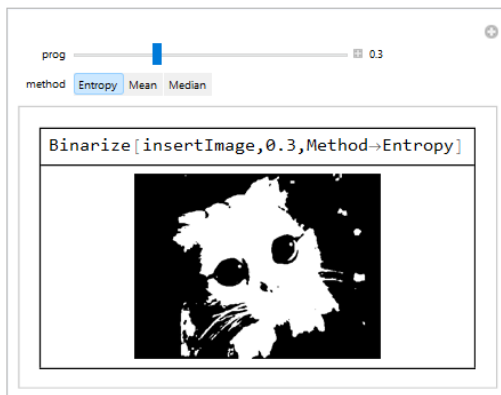 prog 0.3
method Entropy Mean Median
Binarize[insertImage,0.3,Method→Entropy]